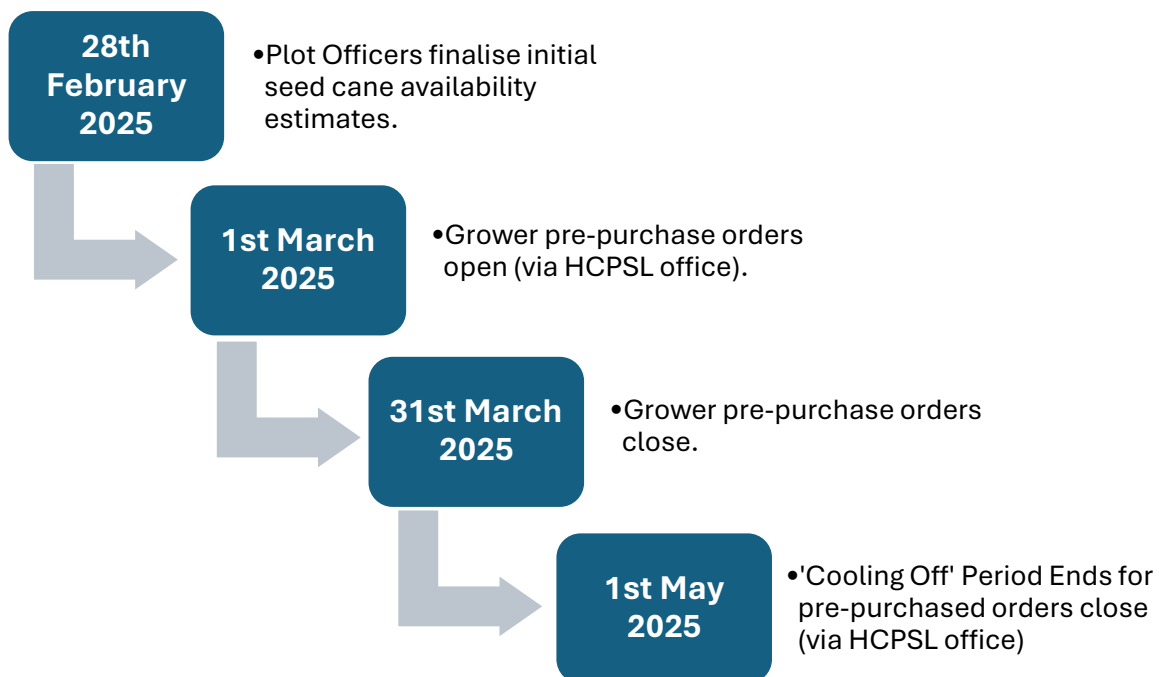 28th
February
2025
•Plot Officers finalise initial
seed cane availability
estimates.
1st March
2025
•Grower pre-purchase orders
open (via HCPSL office).
31st March
2025
•Grower pre-purchase orders
close.
1st May
2025
•'Cooling Off' Period Ends for
pre-purchased orders close
(via HCPSL office)